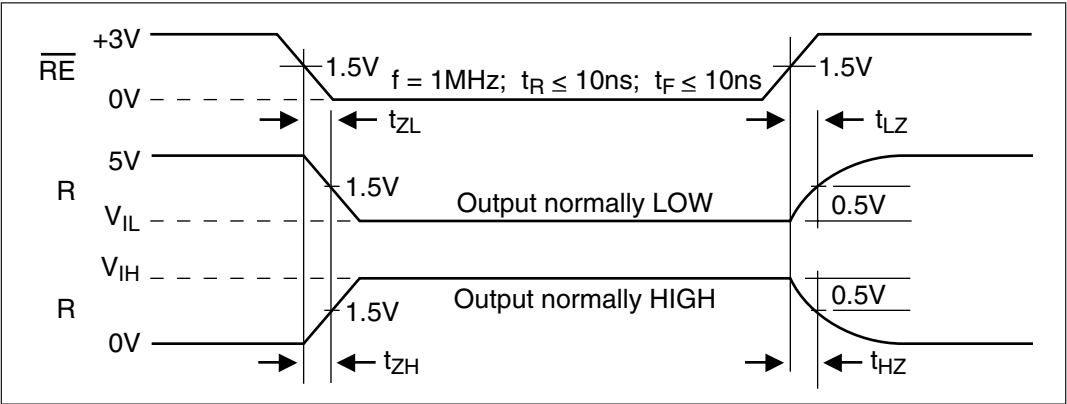 +3V
RE
1.5V
f = 1MHz; tR ≤ 10ns; tF ≤ 10ns
1.5V
0V
tZL
tLZ
5V
R
1.5V
Output normally LOW
0.5V
VIL
VIH
R
1.5V
Output normally HIGH
0.5V
0V
tZH
tHZ